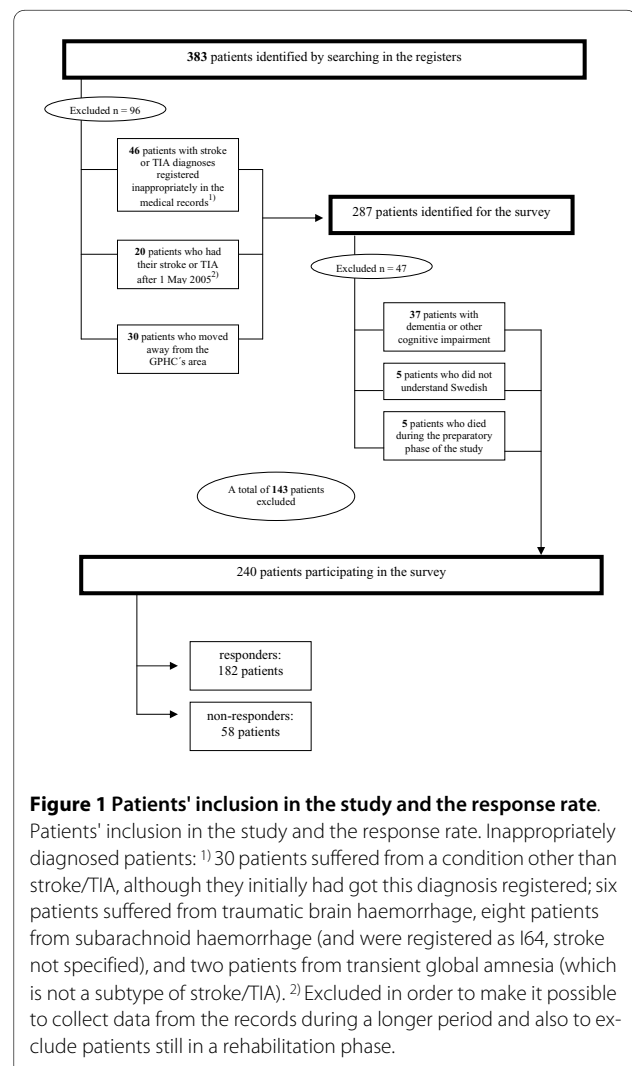 383 patients identified by searching in the registers
Excluded n = 96
46 patients with stroke
or TIA diagnoses
registered
inappropriately in the
medical records1)
20 patients who had
their stroke or TIA
after 1 May 20052)
30 patients who moved
away from the
GPHC´s area
287 patients identified for the survey
Excluded n = 47
37 patients with
dementia or other
cognitive impairment
5 patients who did not
understand Swedish
5 patients who died
during the preparatory
phase of the study
A total of 143 patients
excluded
240 patients participating in the survey
responders:
182 patients
non-responders:
58 patients
Figure 1 Patients' inclusion in the study and the response rate.
Patients' inclusion in the study and the response rate. Inappropriately
diagnosed patients: 1) 30 patients suffered from a condition other than
stroke/TIA, although they initially had got this diagnosis registered; six
patients suffered from traumatic brain haemorrhage, eight patients
from subarachnoid haemorrhage (and were registered as I64, stroke
not specified), and two patients from transient global amnesia (which
is not a subtype of stroke/TIA). 2) Excluded in order to make it possible
to collect data from the records during a longer period and also to ex-
clude patients still in a rehabilitation phase.